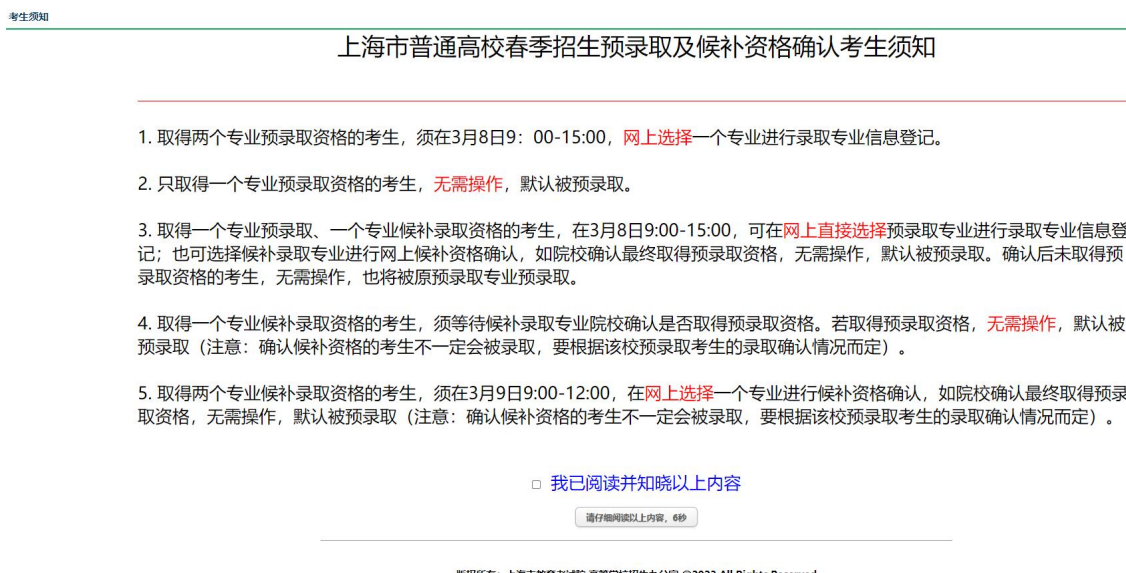 考生须知
上海市普通高校春季招生预录取及候补资格确认考生须知
1. 取得两个专业预录取资格的考生，须在3月8日9：00-15:00，网上选择一个专业进行录取专业信息登记。
2. 只取得一个专业预录取资格的考生，无需操作，默认被预录取。
3. 取得一个专业预录取、一个专业候补录取资格的考生，在3月8日9:00-15:00，可在网上直接选择预录取专业进行录取专业信息登
记；也可选择候补录取专业进行网上候补资格确认，如院校确认最终取得预录取资格，无需操作，默认被预录取。确认后未取得预
录取资格的考生，无需操作，也将被原预录取专业预录取。
4. 取得一个专业候补录取资格的考生，须等待候补录取专业院校确认是否取得预录取资格。若取得预录取资格，无需操作，默认被
预录取（注意：确认候补资格的考生不一定会被录取，要根据该校预录取考生的录取确认情况而定）。
5. 取得两个专业候补录取资格的考生，须在3月9日9:00-12:00，在网上选择一个专业进行候补资格确认，如院校确认最终取得预录
取资格，无需操作，默认被预录取（注意：确认候补资格的考生不一定会被录取，要根据该校预录取考生的录取确认情况而定）。
我已阅读并知晓以上内容
请仔细阅读以上内容，6秒